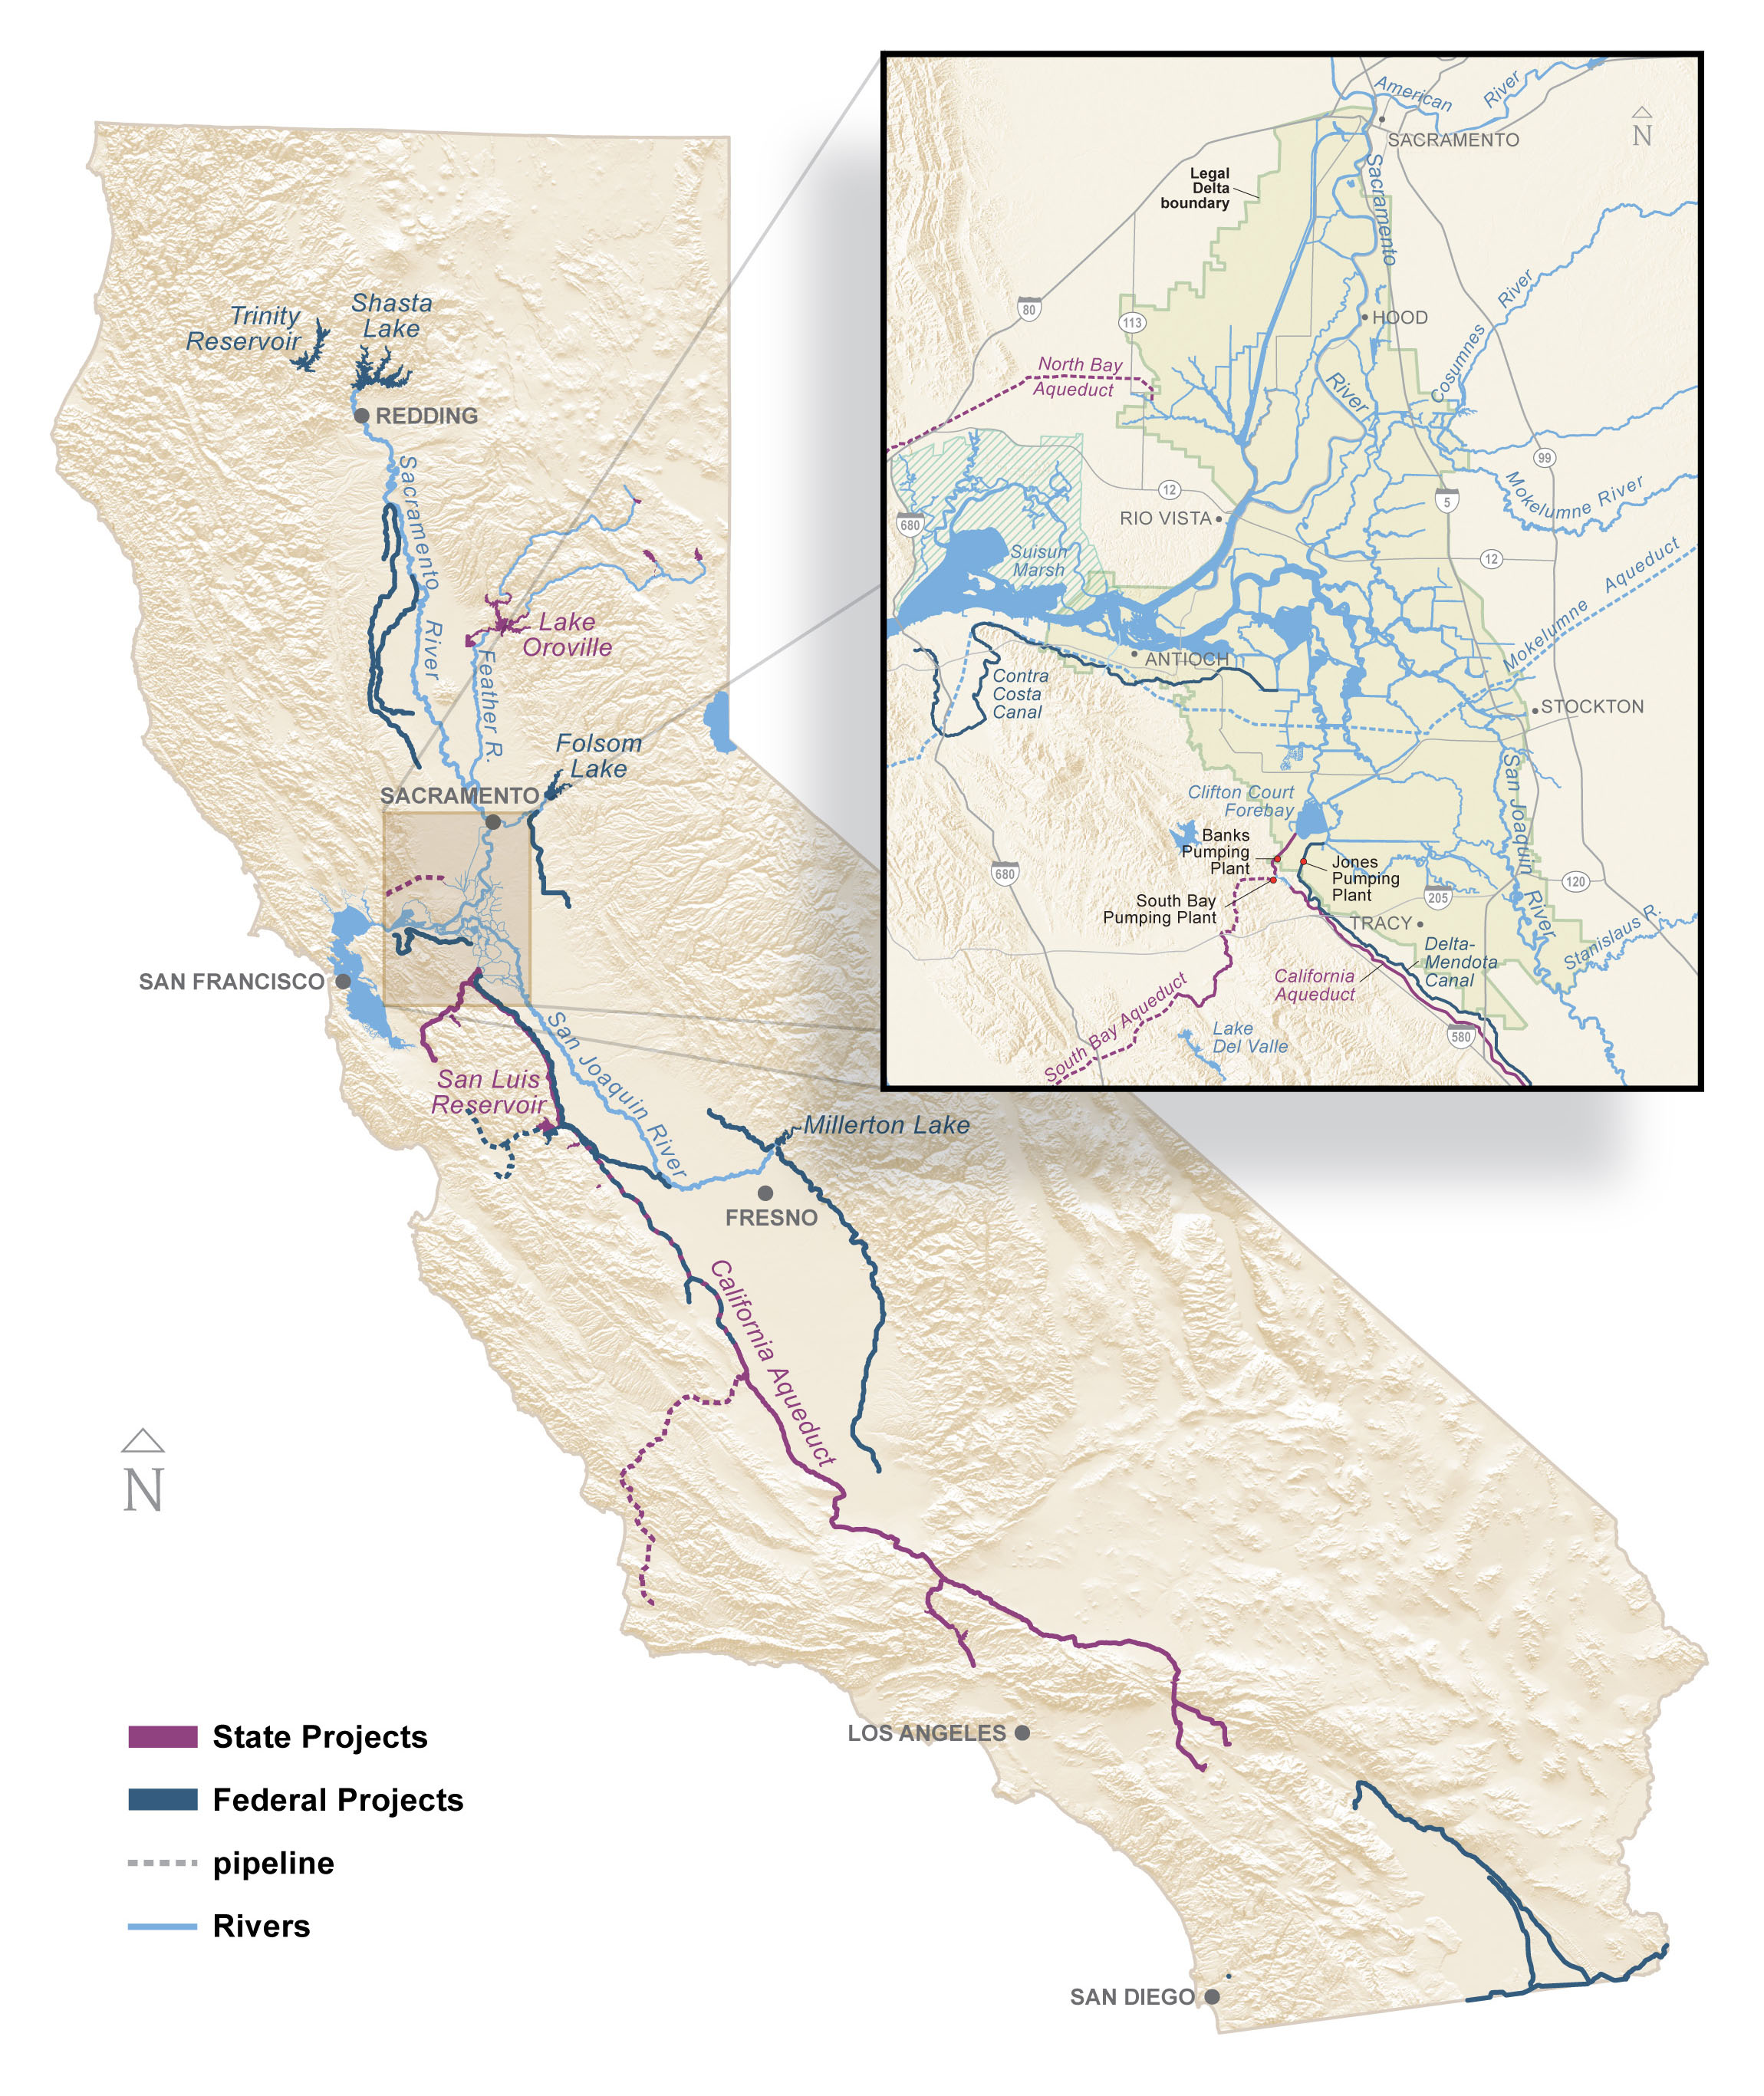 Trinity
Reservoir
Shasta
Lake
REDDING
Sacramento River
Lake
Oroville
Feather R.
Folsom
Lake
SACRAMENTO
SAN FRANCISCO
San Luis
Reservoir
San Joaquin River
Millerton Lake
FRESNO
California Aqueduct
LOS ANGELES
SAN DIEGO
N
State Projects
Federal Projects
pipeline
Rivers
American River
SACRAMENTO
N
Legal
Delta
boundary
Sacramento River
80
113
HOOD
Cosumnes River
North Bay
Aqueduct
99
Mokelumne River
5
12
RIO VISTA
680
Suisun
Marsh
12
Mokelumne Aqueduct
ANTIOCH
Contra
Costa
Canal
STOCKTON
San Joaquin River
Clifton Court
Forebay
Banks
Pumping
Plant
Jones
Pumping
Plant
South Bay
Pumping Plant
680
205
120
TRACY
Stanislaus R.
Delta-
Mendota
Canal
California
Aqueduct
South Bay Aqueduct
Lake
Del Valle
580